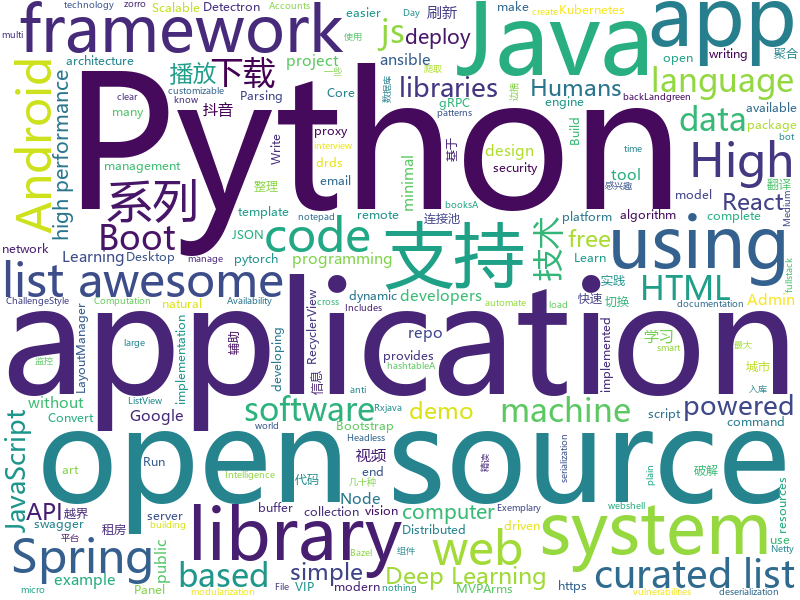 framework
Java
app
Python
Android
系列
下载
播放
抖音
js
deploy
刷新
ansible
easier
Scalable
Detectron
Accounts
Day
make
create
Kubernetes
technology
zorro
使用
multi
architecture
project
Parsing
Core
一些
customizable
know
clear
many
Write
proxy
interview
drds
management
整理
email
template
JSON
remote
high performance
libraries
Humans
gRPC
基于
engine
Build
design
security
tool
minimal
数据库
爬取
边缘
open
writing
聚合
available
package
backLandgreen
patterns
time
bot
language
data
High
React
翻译
感兴趣
model
algorithm
complete
Medium
Boot
code
支持
技术
free
using
连接池
platform
Learn
实践
快速
切换
documentation
Admin
fullstack
network
Learning
Desktop
pytorch
programming
notepad
manage
list awesome
HTML
developers
dynamic
ChallengeStyle
Computation
Availability
natural
cross
automate
load
application
Includes
repo
implemented
学习
smart
最大
large
implementation
辅助
developing
信息
RecyclerView
provides
hashtableA
LayoutManager
监控
城市
powered
JavaScript
without
Convert
Google
software
demo
machine
script
command
anti
ListView
Rxjava
world
booksA
入库
open source
Bootstrap
Headless
Run
Intelligence
代码
几十种
视频
end
精张
Node
破解
webshell
plain
resources
art
API
越界
租房
swagger
平台
server
building
library
buffer
collection
vision
computer
Distributed
driven
Exemplary
serialization
system
use
Netty
Spring
public
based
simple
web
Deep Learning
curated list
example
Panel
VIP
modern
File
Bazel
组件
nothing
MVPArms
https
micro
modularization
vulnerabilities
deserialization